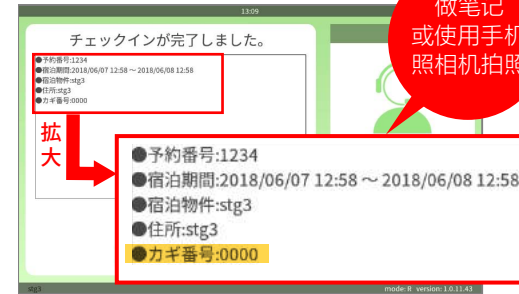 13:09
チェックインが完了しました。
●予約番号:1234
●宿泊期間:2018/06/07 12:58 ～ 2018/06/08 12:58
●宿泊物件:stg3
●住所:stg3
●カギ番号:0000
做笔记
或使用手机
照相机拍照
拡
大
●予約番号:1234
●宿泊期間:2018/06/07 12:58 ～ 2018/06/08 12:58
●宿泊物件:stg3
●住所:stg3
●カギ番号:0000
stg3
mode: R version: 1.0.11.43